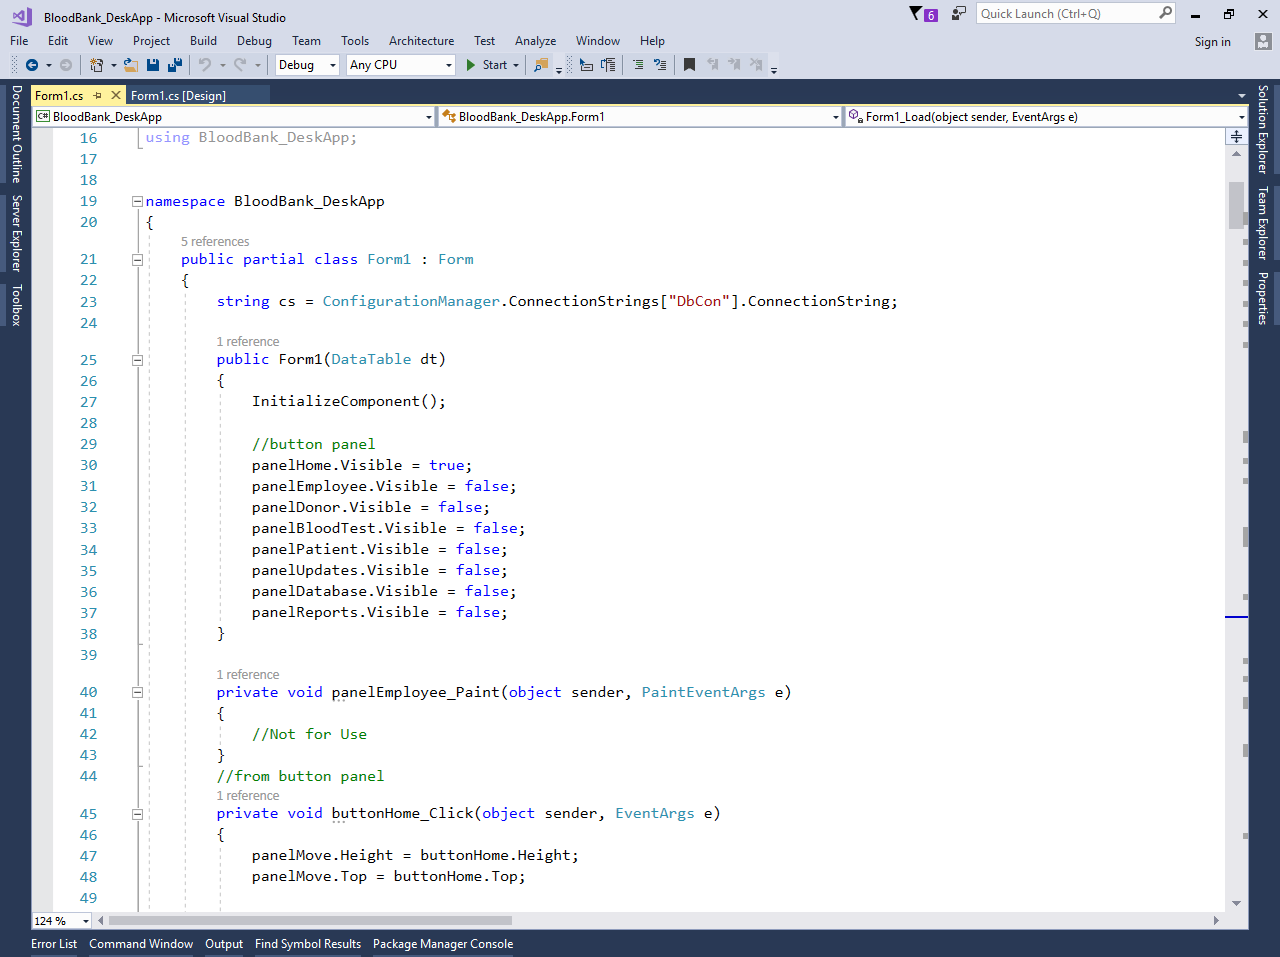 BloodBank_DeskApp - Microsoft Visual Studio
6
Quick Launch (Ctrl+Q)
File Edit View Project Build Debug Team Tools Architecture Test Analyze Window Help
Sign in
Debug Any CPU Start
Form1.cs Form1.cs [Design]
BloodBank_DeskApp BloodBank_DeskApp.Form1 Form1_Load(object sender, EventArgs e)
Document Outline
Server Explorer
Toolbox
16 using BloodBank_DeskApp;
17
18
19 namespace BloodBank_DeskApp
20 {
5 references
21 public partial class Form1 : Form
22 {
23 string cs = ConfigurationManager.ConnectionStrings["DbCon"].ConnectionString;
24
1 reference
25 public Form1(DataTable dt)
26 {
27 InitializeComponent();
28
29 //button panel
30 panelHome.Visible = true;
31 panelEmployee.Visible = false;
32 panelDonor.Visible = false;
33 panelBloodTest.Visible = false;
34 panelPatient.Visible = false;
35 panelUpdates.Visible = false;
36 panelDatabase.Visible = false;
37 panelReports.Visible = false;
38 }
39
1 reference
40 private void panelEmployee_Paint(object sender, PaintEventArgs e)
41 {
42 //Not for Use
43 }
44 //from button panel
1 reference
45 private void buttonHome_Click(object sender, EventArgs e)
46 {
47 panelMove.Height = buttonHome.Height;
48 panelMove.Top = buttonHome.Top;
49
Solution Explorer
Team Explorer
Properties
124 %
Error List Command Window Output Find Symbol Results Package Manager Console